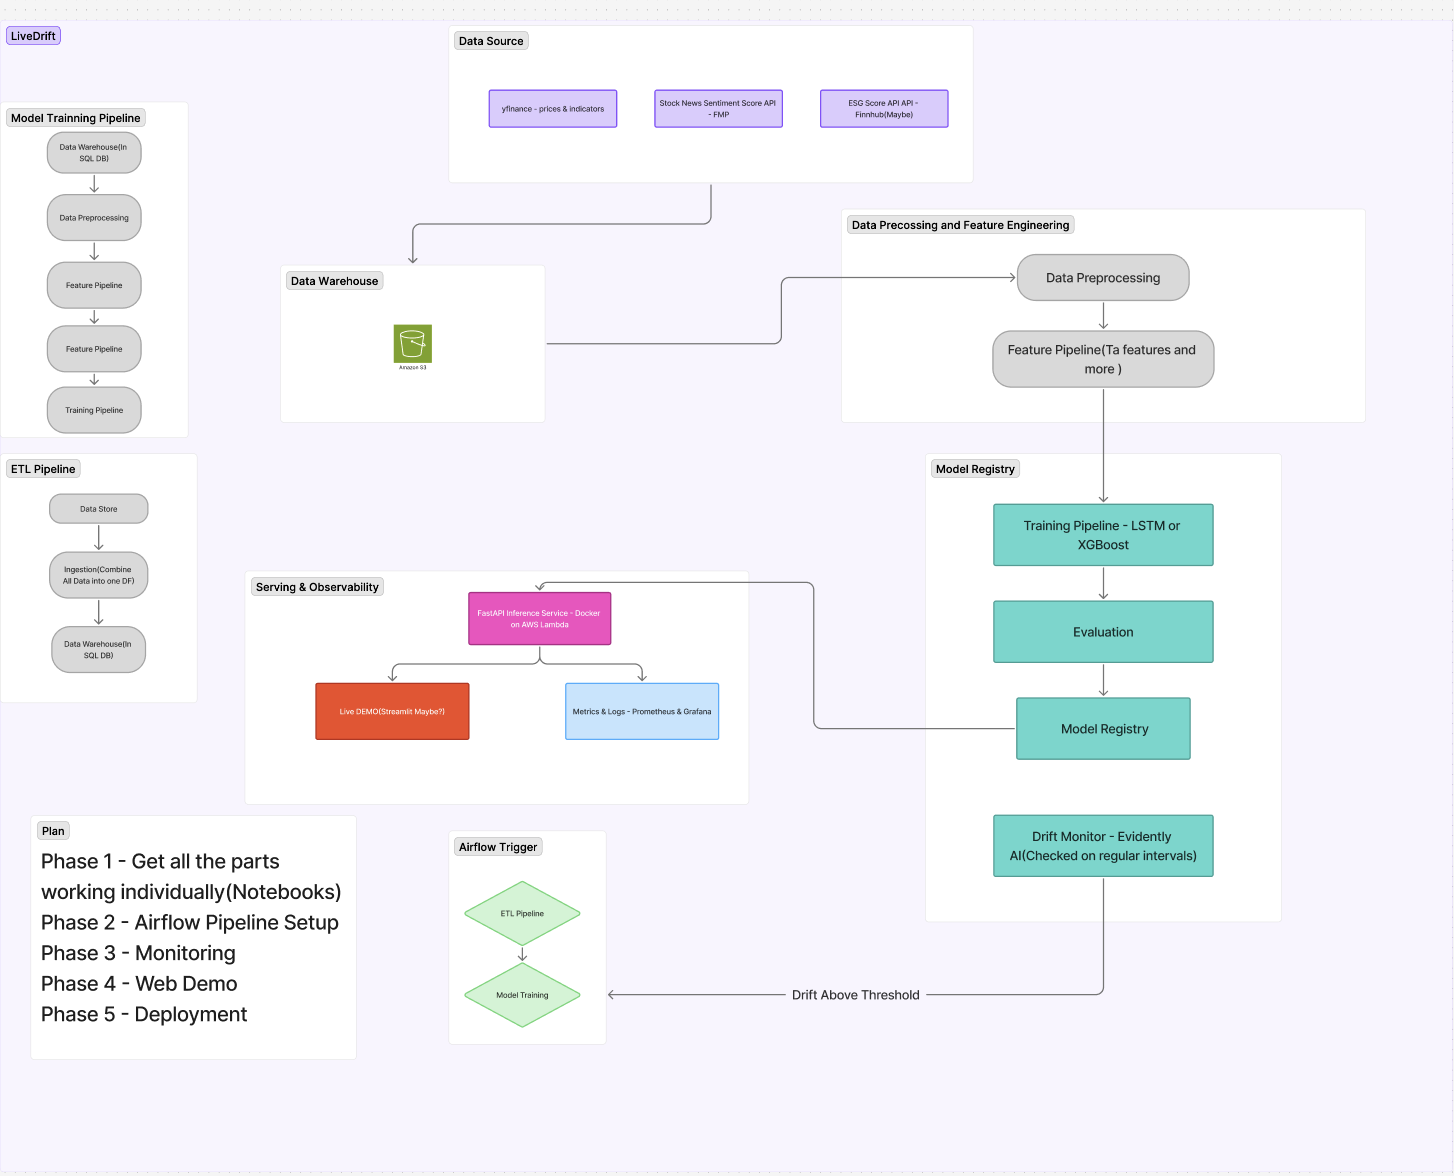 LiveDrift
Data Source
yfinance - prices & indicators
Stock News Sentiment Score API
- FMP
ESG Score API API -
Finnhub(Maybe)
Model Trainning Pipeline
Data Warehouse(In
SQL DB)
Data Preprocessing
Feature Pipeline
Feature Pipeline
Training Pipeline
Data Warehouse
Amazon S3
Data Precossing and Feature Engineering
Data Preprocessing
Feature Pipeline(Ta features and
more )
ETL Pipeline
Data Store
Ingestion(Combine
All Data into one DF)
Data Warehouse(In
SQL DB)
Model Registry
Training Pipeline - LSTM or
XGBoost
Evaluation
Model Registry
Drift Monitor - Evidently
AI(Checked on regular intervals)
Serving & Observability
FastAPI Inference Service - Docker
on AWS Lambda
Live DEMO(Streamlit Maybe?)
Metrics & Logs - Prometheus & Grafana
Plan
Phase 1 - Get all the parts
working individually(Notebooks)
Phase 2 - Airflow Pipeline Setup
Phase 3 - Monitoring
Phase 4 - Web Demo
Phase 5 - Deployment
Airflow Trigger
ETL Pipeline
Model Training
Drift Above Threshold